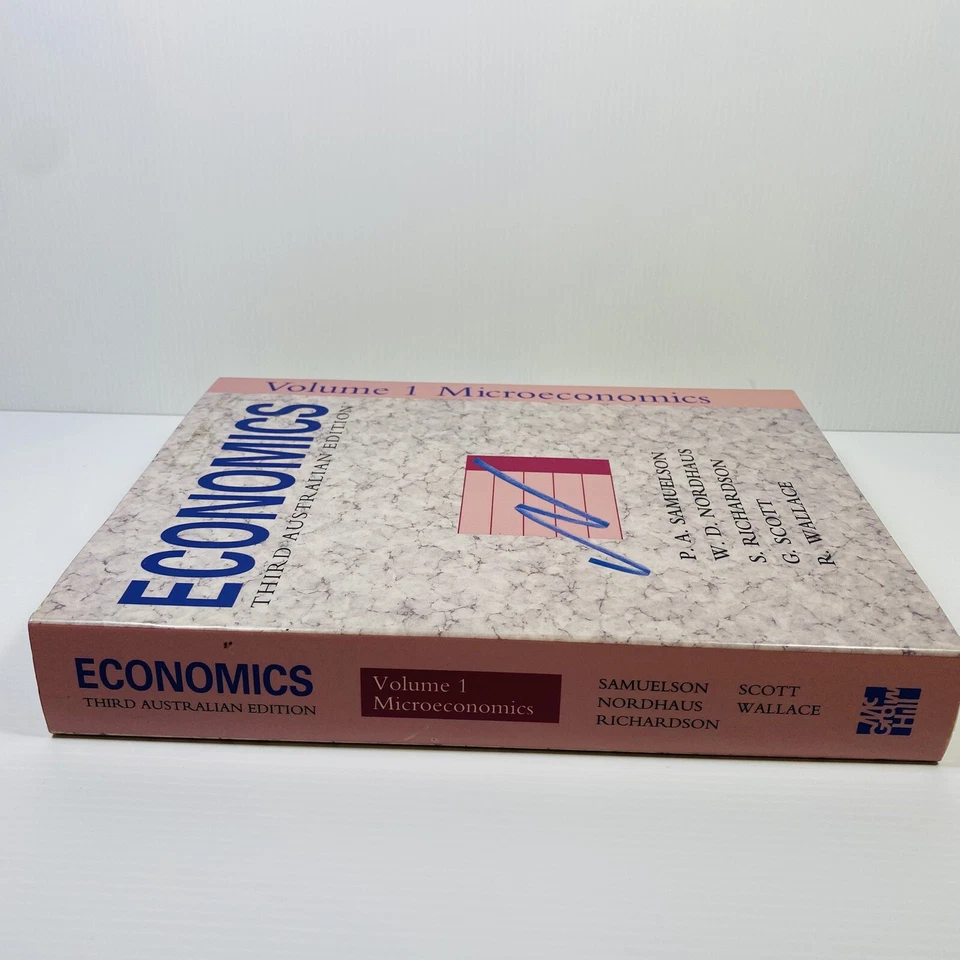 Volume 1 Microeconomics
ECONOMICS
THIRD AUSTRALIAN EDITION
P. A. SAMUELSON
W. D. NORDHAUS
S. RICHARDSON
G. SCOTT
R. WALLACE
ECONOMICS
THIRD AUSTRALIAN EDITION
Volume 1
Microeconomics
SAMUELSON
NORDHAUS
RICHARDSON
SCOTT
WALLACE
Mc
Graw
Hill